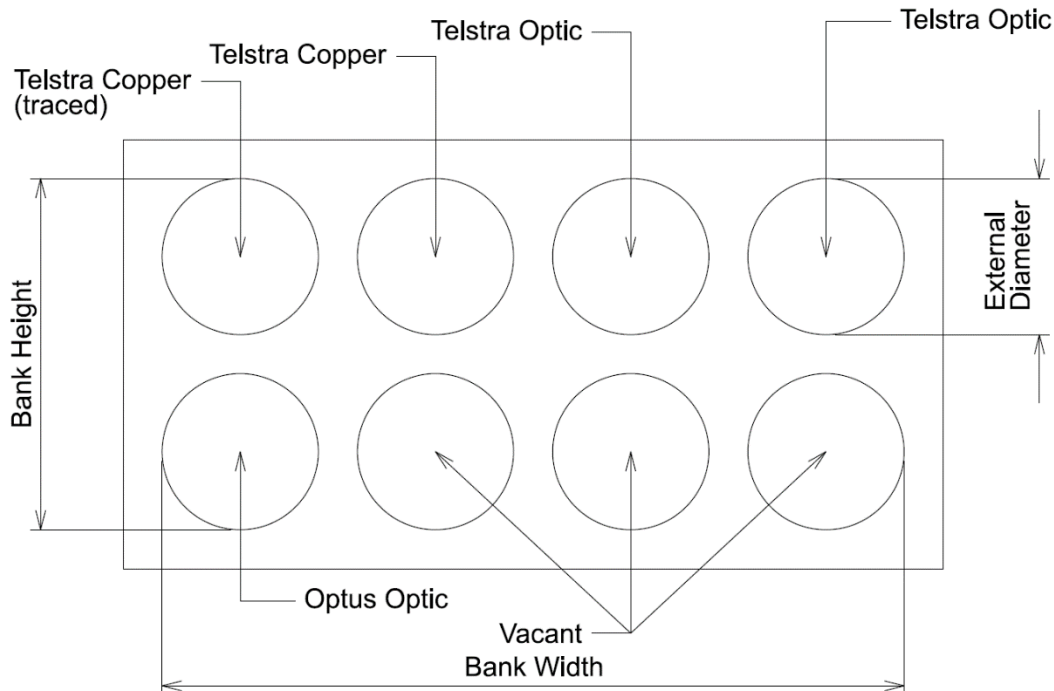 Telstra Optic
Telstra Optic
Telstra Copper
Telstra Copper
(traced)
Bank Height
External
Diameter
Optus Optic
Vacant
Bank Width